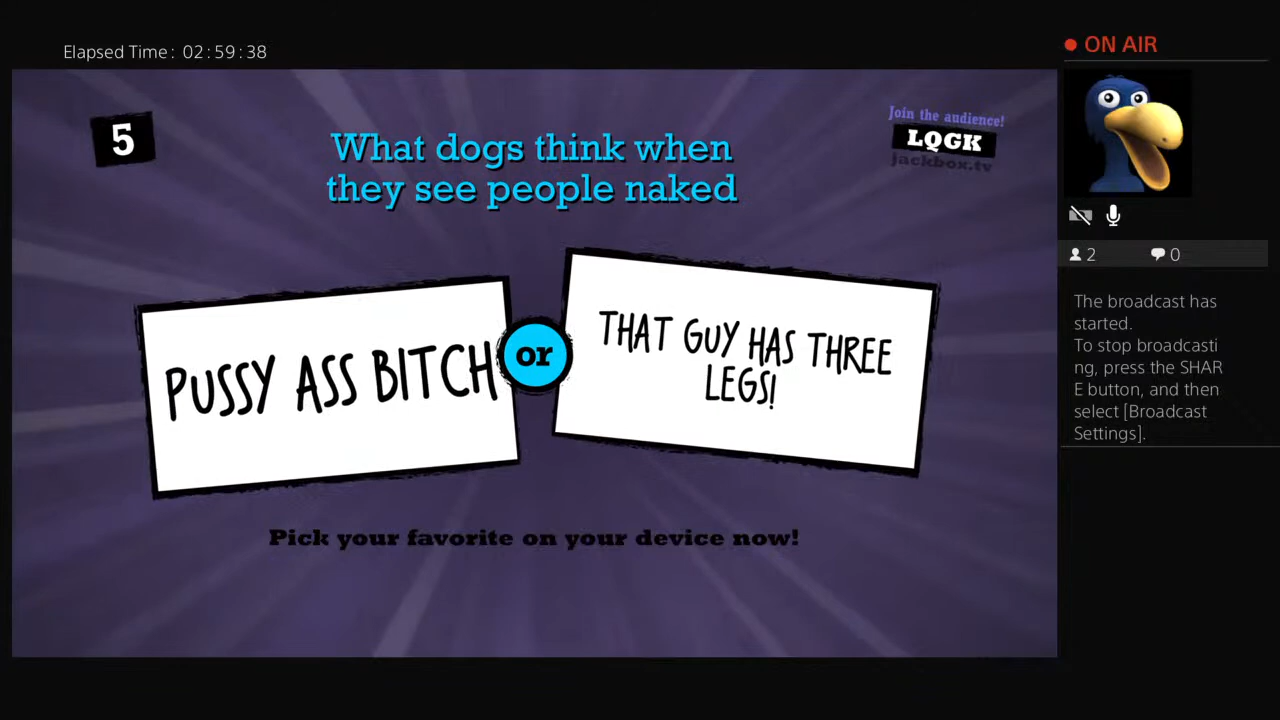 Elapsed Time: 02:59:38
ON AIR
5
What dogs think when
they see people naked
Join the audience!
LQGK
jackbox.tv
PUSSY ASS BITCH
or
THAT GUY HAS THREE
LEGS!
Pick your favorite on your device now!
2
0
The broadcast has
started.
To stop broadcasti
ng, press the SHAR
E button, and then
select [Broadcast
Settings].